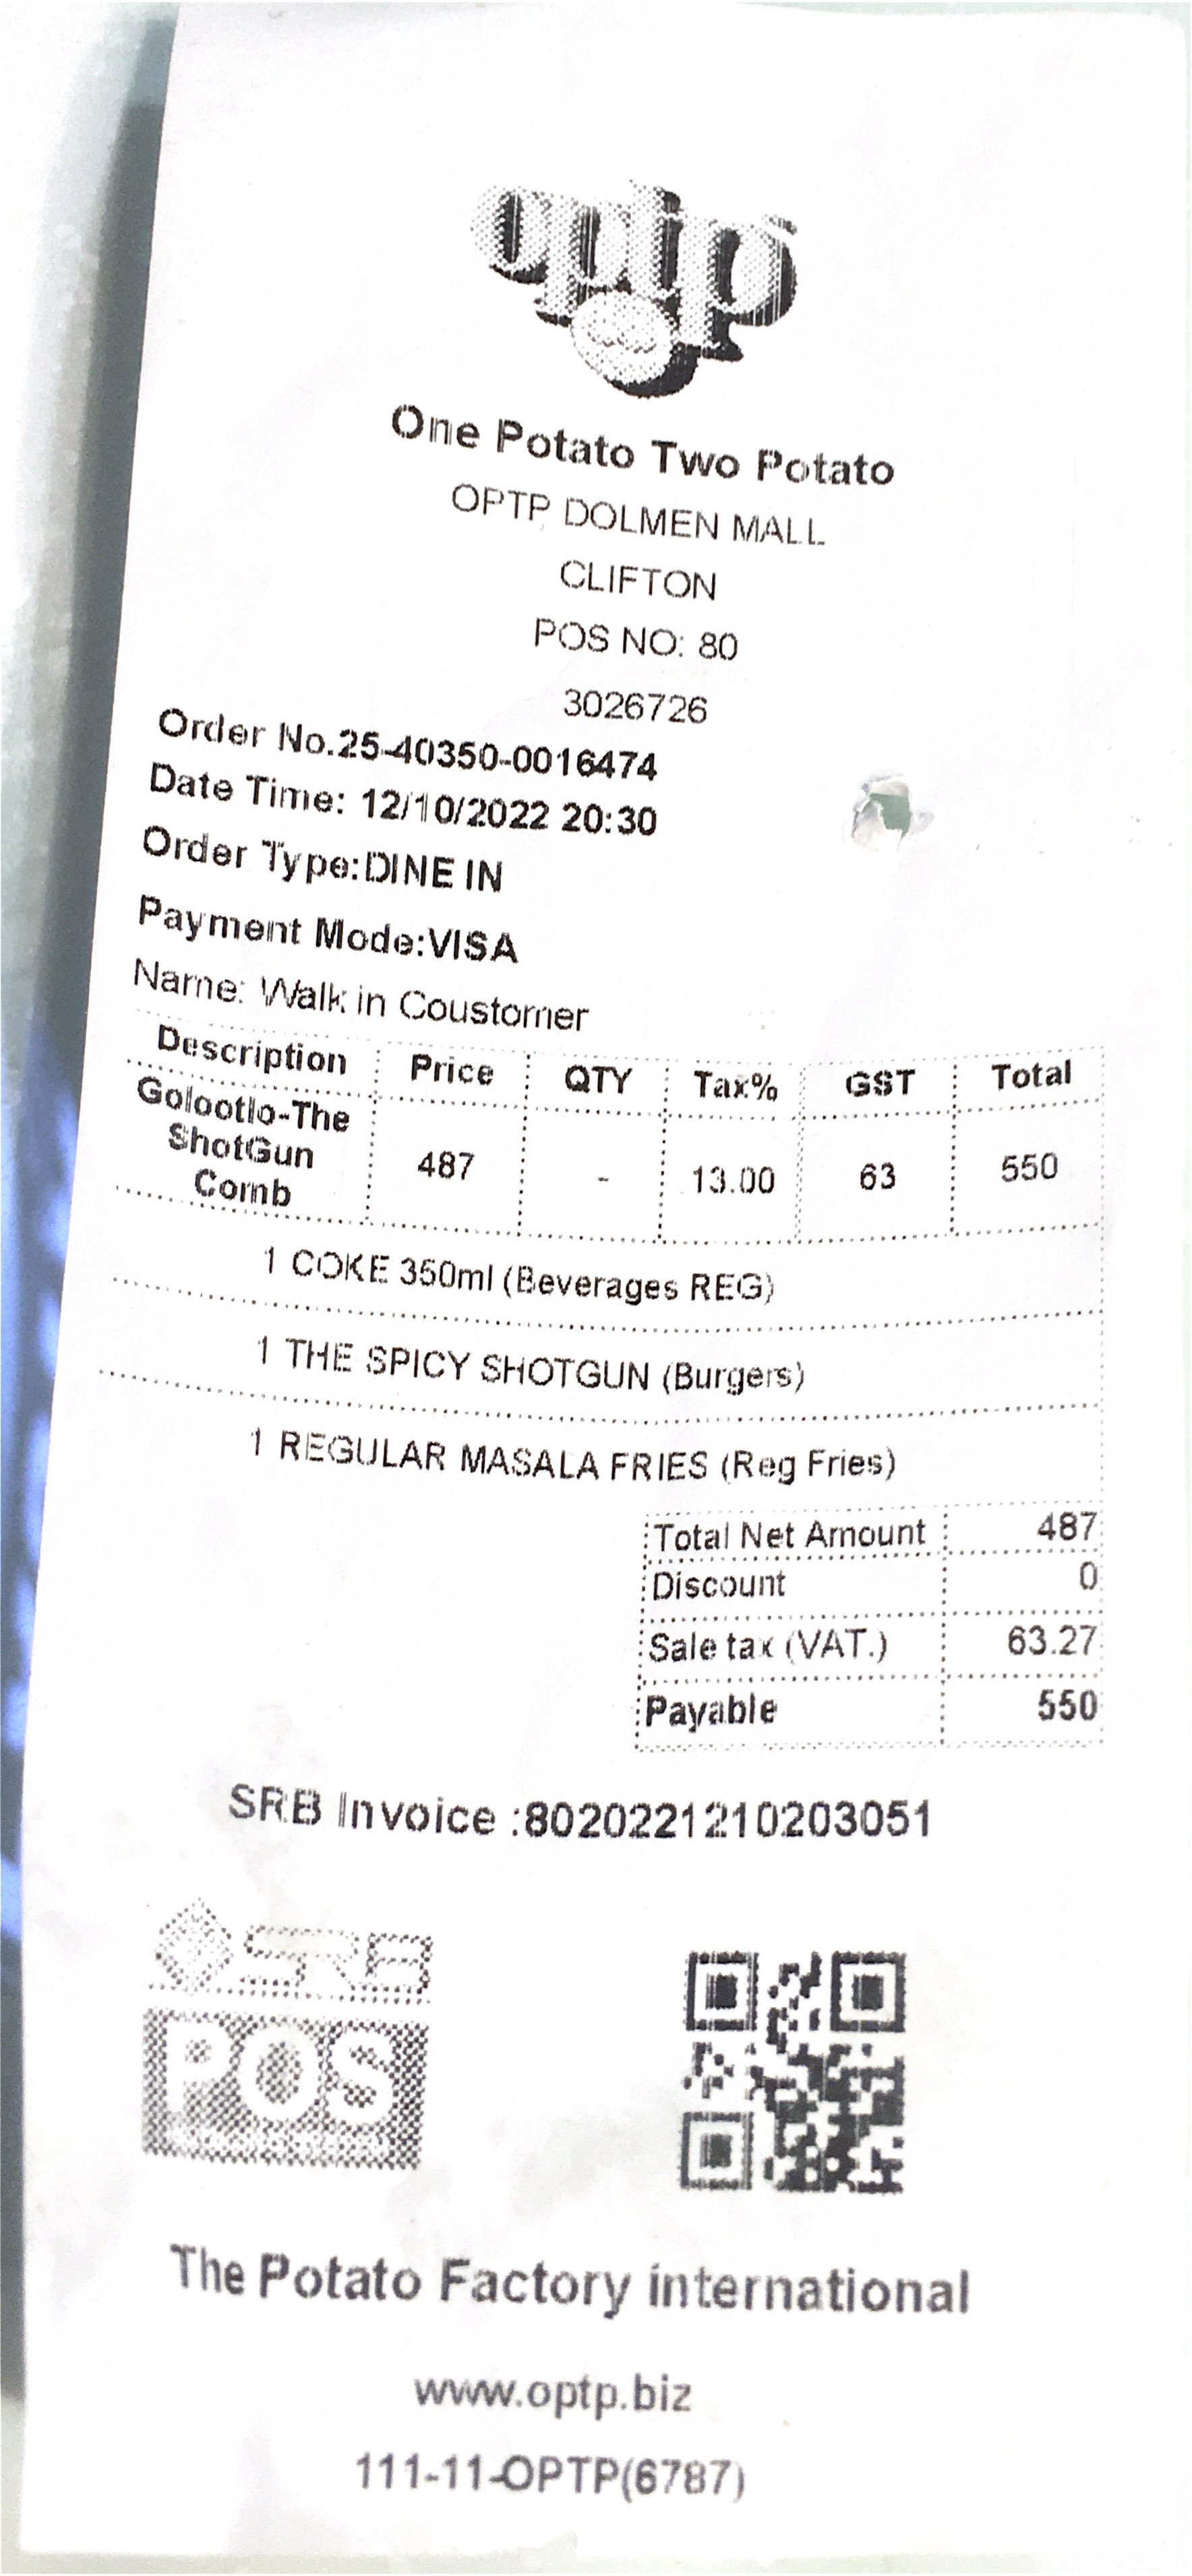 optp
One Potato Two Potato
OPTP DOLMEN MALL
CLIFTON
POS NO: 80
3026726
Order No.25-40350-0016474
Date Time: 12/10/2022 20:30
Order Type:DINE IN
Payment Mode:VISA
Name: Walk in Coustomer
Description Price QTY Tax% GST Total
Golootlo-The
ShotGun
Comb
487 - 13.00 63 550
1 COKE 350ml (Beverages REG)
1 THE SPICY SHOTGUN (Burgers)
1 REGULAR MASALA FRIES (Reg Fries)
Total Net Amount 487
Discount 0
Sale tax (VAT.) 63.27
Payable 550
SRB Invoice :8020221210203051
SRB
POS
The Potato Factory international
www.optp.biz
111-11-OPTP(6787)